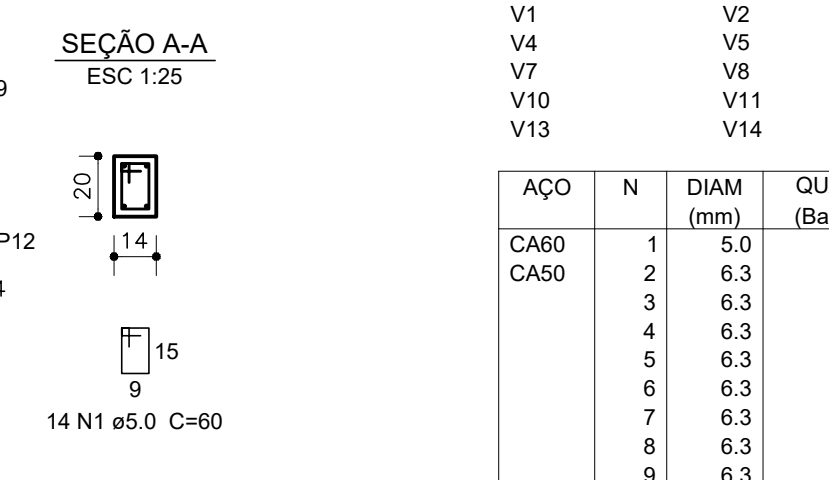 SEÇÃO A-A
ESC 1:25
9
20
14
P12
4
15
9
14 N1 ø5.0 C=60
V1 V2
V4 V5
V7 V8
V10 V11
V13 V14
AÇO N DIAM QU
(mm) (Ba
CA60 1 5.0
CA50 2 6.3
3 6.3
4 6.3
5 6.3
6 6.3
7 6.3
8 6.3
9 6.3